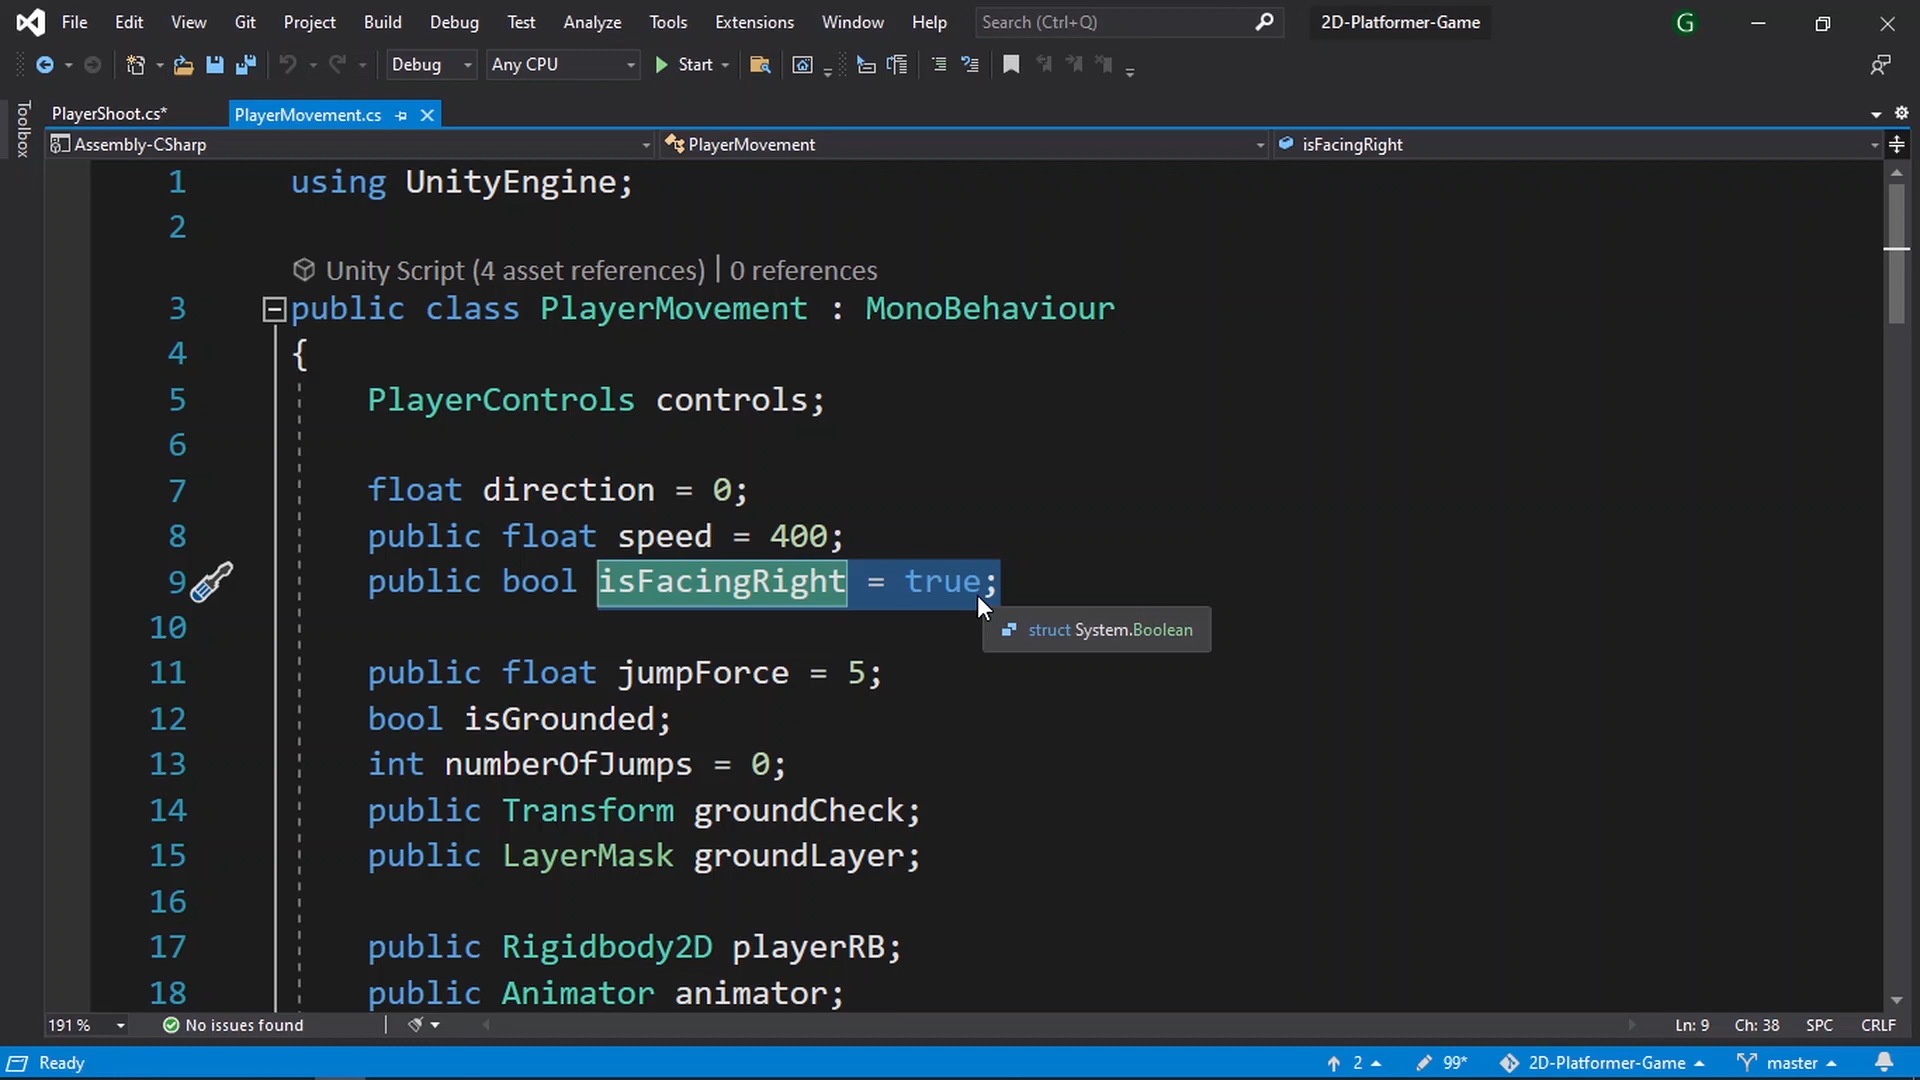 File Edit View Git Project Build Debug Test Analyze Tools Extensions Window Help Search (Ctrl+Q) 2D-Platformer-Game G
Debug Any CPU Start
Toolbox
PlayerShoot.cs* PlayerMovement.cs
Assembly-CSharp PlayerMovement isFacingRight
1 using UnityEngine;
2
Unity Script (4 asset references) | 0 references
3 public class PlayerMovement : MonoBehaviour
4 {
5 PlayerControls controls;
6
7 float direction = 0;
8 public float speed = 400;
9 public bool isFacingRight = true;
10
struct System.Boolean
11 public float jumpForce = 5;
12 bool isGrounded;
13 int numberOfJumps = 0;
14 public Transform groundCheck;
15 public LayerMask groundLayer;
16
17 public Rigidbody2D playerRB;
18 public Animator animator;
191 % No issues found Ln: 9 Ch: 38 SPC CRLF
Ready 2 99* 2D-Platformer-Game master